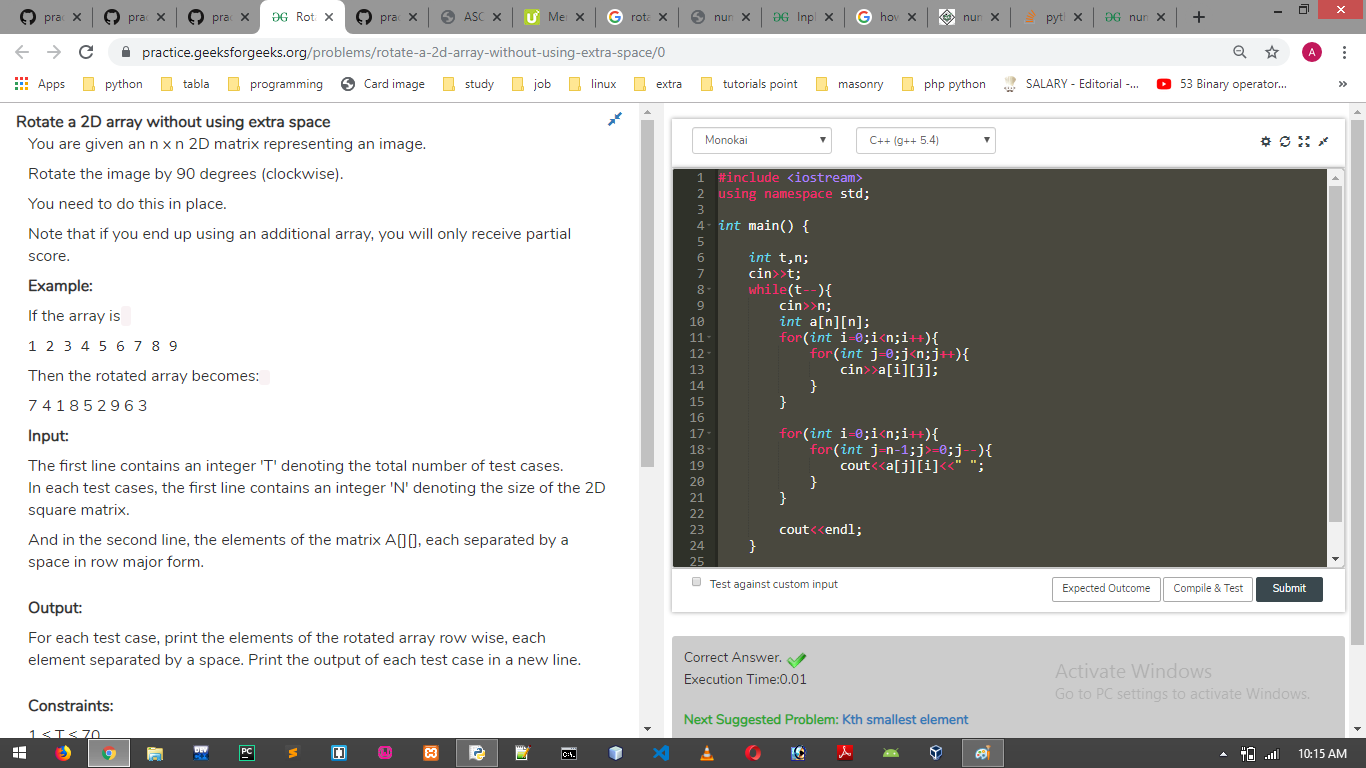 prac
prac
prac
Rota
prac
ASC
Mer
rota
num
Inpl
how
num
pyth
num
practice.geeksforgeeks.org/problems/rotate-a-2d-array-without-using-extra-space/0
A
Apps python tabla programming Card image study job linux extra tutorials point masonry php python SALARY - Editorial -... 53 Binary operator... »
Rotate a 2D array without using extra space
You are given an n x n 2D matrix representing an image.
Rotate the image by 90 degrees (clockwise).
You need to do this in place.
Note that if you end up using an additional array, you will only receive partial
score.
Example:
If the array is
1 2 3 4 5 6 7 8 9
Then the rotated array becomes:
7 4 1 8 5 2 9 6 3
Input:
The first line contains an integer 'T' denoting the total number of test cases.
In each test cases, the first line contains an integer 'N' denoting the size of the 2D
square matrix.
And in the second line, the elements of the matrix A[][], each separated by a
space in row major form.
Output:
For each test case, print the elements of the rotated array row wise, each
element separated by a space. Print the output of each test case in a new line.
Constraints:
1 ≤ T ≤ 70
Monokai C++ (g++ 5.4)
1 #include <iostream>
2 using namespace std;
3
4 int main() {
5
6 int t,n;
7 cin>>t;
8 while(t--){
9 cin>>n;
10 int a[n][n];
11 for(int i=0;i<n;i++){
12 for(int j=0;j<n;j++){
13 cin>>a[i][j];
14 }
15 }
16
17 for(int i=0;i<n;i++){
18 for(int j=n-1;j>=0;j--){
19 cout<<a[j][i]<<" ";
20 }
21 }
22
23 cout<<endl;
24 }
25
Test against custom input Expected Outcome Compile & Test Submit
Correct Answer.
Execution Time:0.01
Next Suggested Problem: Kth smallest element
Activate Windows
Go to PC settings to activate Windows.
10:15 AM